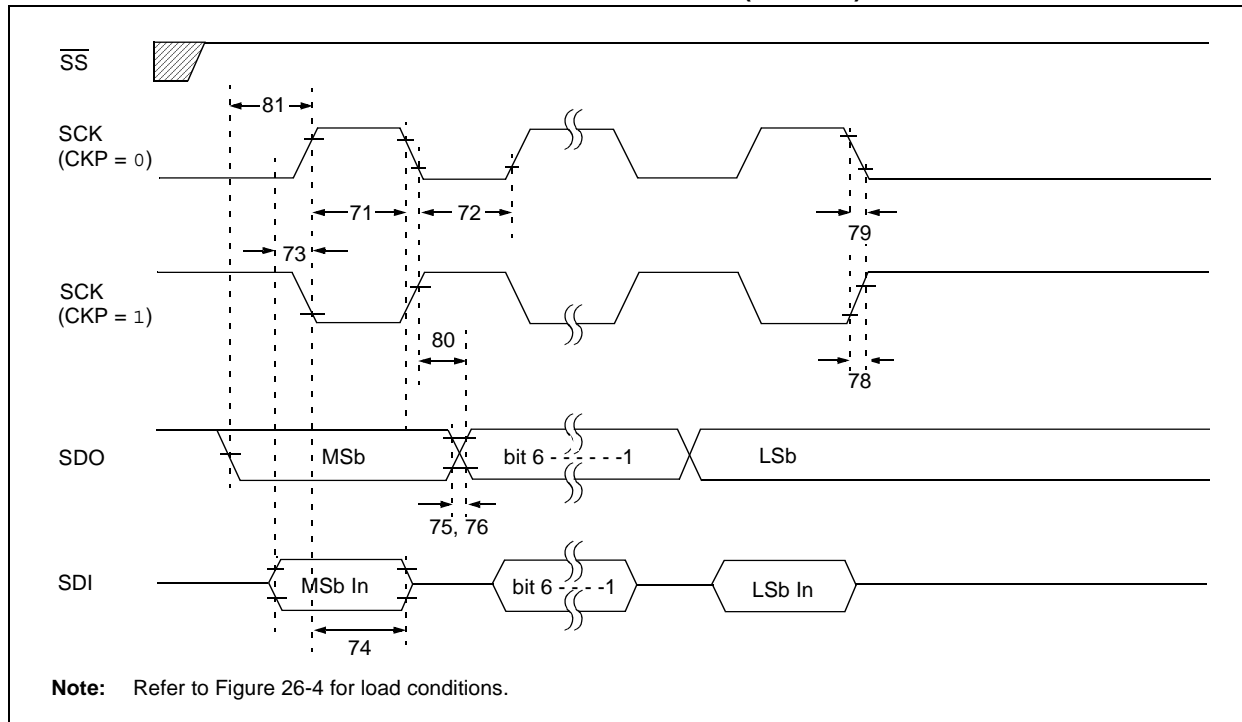 SS
81
SCK
(CKP = 0)
71
72
79
73
SCK
(CKP = 1)
80
78
SDO
MSb
bit 6 - - - - - - -1
LSb
75, 76
SDI
MSb In
bit 6 - - - - -1
LSb In
74
Note: Refer to Figure 26-4 for load conditions.